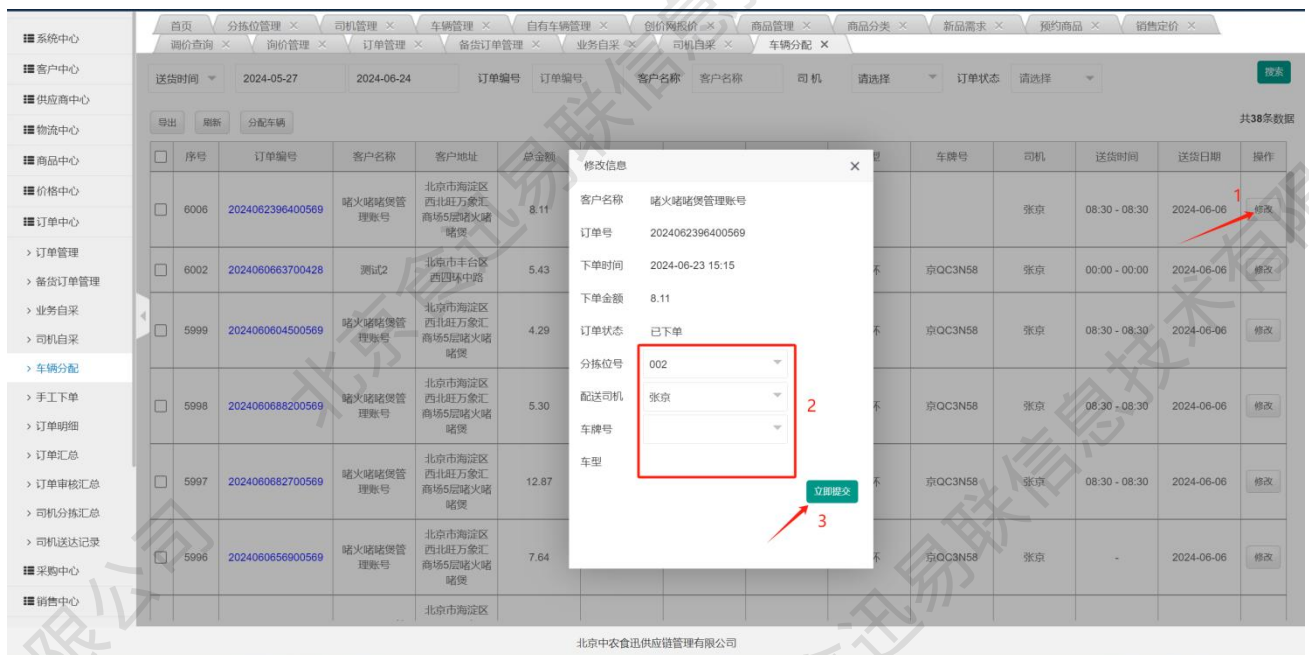 首页 分拣位管理 × 司机管理 × 车辆管理 × 自有车辆管理 × 创价网报价 × 商品管理 × 商品分类 × 新品需求 × 预约商品 × 销售定价 ×
调价查询 × 询价管理 × 订单管理 × 备货订单管理 × 业务自采 × 司机自采 × 车辆分配 ×
系统中心
客户中心
供应商中心
物流中心
商品中心
价格中心
订单中心
> 订单管理
> 备货订单管理
> 业务自采
> 司机自采
> 车辆分配
> 手工下单
> 订单明细
> 订单汇总
> 订单审核汇总
> 司机分拣汇总
> 司机送达记录
采购中心
销售中心
送货时间 2024-05-27 2024-06-24 订单编号 订单编号 客户名称 客户名称 司机 请选择 订单状态 请选择 搜索
导出 刷新 分配车辆 共38条数据
序号 订单编号 客户名称 客户地址 总金额 车牌号 司机 送货时间 送货日期 操作
6006 2024062396400569 啫火啫啫煲管理账号 北京市海淀区西北旺万象汇商场5层啫火啫啫煲 8.11 张京 08:30 - 08:30 2024-06-06 修改
6002 2024060663700428 测试2 北京市丰台区西四环中路 5.43 京QC3N58 张京 00:00 - 00:00 2024-06-06 修改
5999 2024060604500569 啫火啫啫煲管理账号 北京市海淀区西北旺万象汇商场5层啫火啫啫煲 4.29 京QC3N58 张京 08:30 - 08:30 2024-06-06 修改
5998 2024060688200569 啫火啫啫煲管理账号 北京市海淀区西北旺万象汇商场5层啫火啫啫煲 5.30 京QC3N58 张京 08:30 - 08:30 2024-06-06 修改
5997 2024060682700569 啫火啫啫煲管理账号 北京市海淀区西北旺万象汇商场5层啫火啫啫煲 12.87 京QC3N58 张京 08:30 - 08:30 2024-06-06 修改
5996 2024060656900569 啫火啫啫煲管理账号 北京市海淀区西北旺万象汇商场5层啫火啫啫煲 7.64 京QC3N58 张京 - 2024-06-06 修改
北京市海淀区
修改信息 ×
客户名称 啫火啫啫煲管理账号
订单号 2024062396400569
下单时间 2024-06-23 15:15
下单金额 8.11
订单状态 已下单
分拣位号 002
配送司机 张京
车牌号
车型
立即提交
1
2
3
北京中农食迅供应链管理有限公司